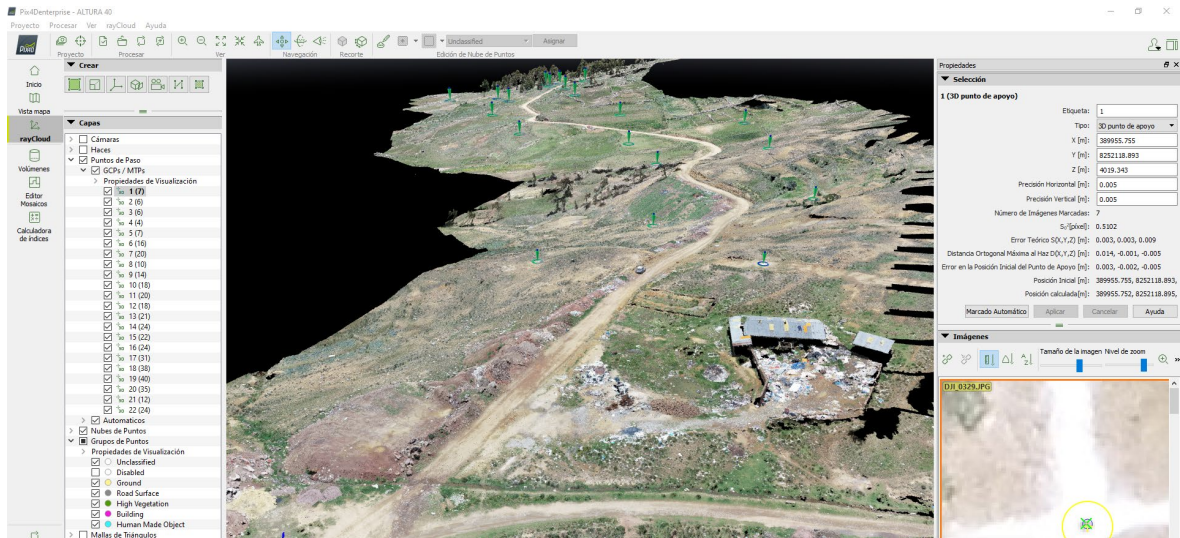 Pix4Denterprise - ALTURA 40
Proyecto Procesar Ver rayCloud Ayuda
Proyecto Procesar Ver Navegación Recorte Edición de Nube de Puntos
Unclassified Asignar
Inicio
Vista mapa
rayCloud
Volúmenes
Editor
Mosaicos
Calculadora
de índices
Crear
Capas
Cámaras
Haces
Puntos de Paso
GCPs / MTPs
Propiedades de Visualización
1 (7)
2 (6)
3 (6)
4 (4)
5 (7)
6 (16)
7 (20)
8 (10)
9 (14)
10 (18)
11 (20)
12 (18)
13 (21)
14 (24)
15 (22)
16 (24)
17 (31)
18 (38)
19 (40)
20 (35)
21 (12)
22 (24)
Automaticos
Nubes de Puntos
Grupos de Puntos
Propiedades de Visualización
Unclassified
Disabled
Ground
Road Surface
High Vegetation
Building
Human Made Object
Mallas de Triángulos
Propiedades
Selección
1 (3D punto de apoyo)
Etiqueta: 1
Tipo: 3D punto de apoyo
X [m]: 389955.755
Y [m]: 8252118.893
Z [m]: 4019.343
Precisión Horizontal [m]: 0.005
Precisión Vertical [m]: 0.005
Número de Imágenes Marcadas: 7
S₀²[pixel]: 0.5102
Error Teórico S(X,Y,Z) [m]: 0.003, 0.003, 0.009
Distancia Ortogonal Máxima al Haz D(X,Y,Z) [m]: 0.014, -0.001, -0.005
Error en la Posición Inicial del Punto de Apoyo [m]: 0.003, -0.002, -0.005
Posición Inicial [m]: 389955.755, 8252118.893,
Posición calculada[m]: 389955.752, 8252118.895,
Marcado Automático Aplicar Cancelar Ayuda
Imágenes
Tamaño de la imagen Nivel de zoom
DJI_0329.JPG